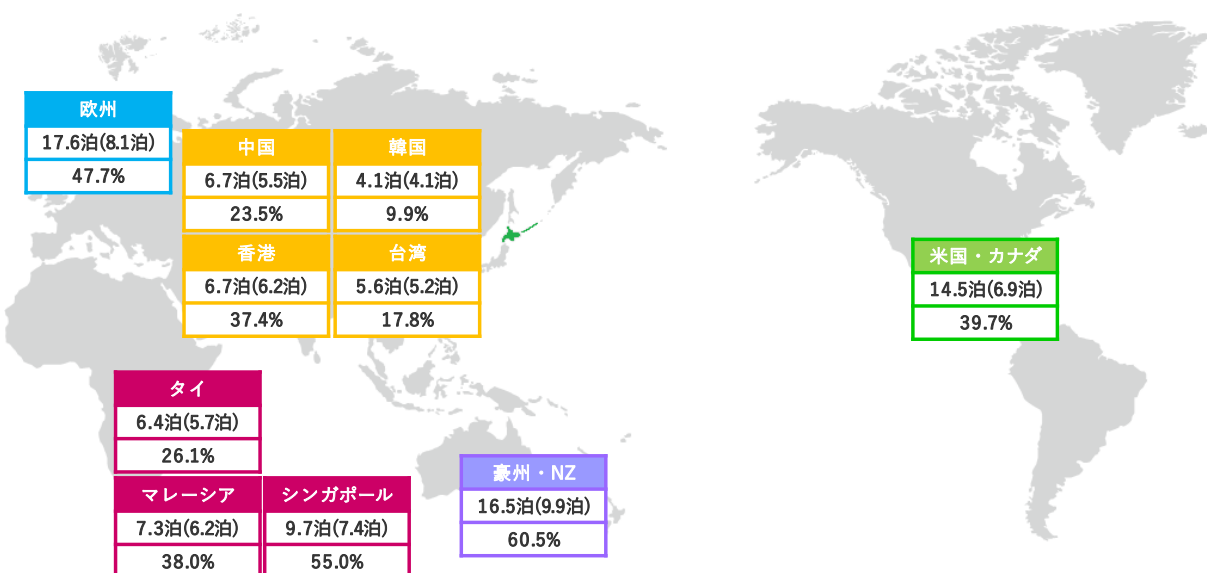 欧州
17.6泊(8.1泊)
47.7%
中国
6.7泊(5.5泊)
23.5%
韓国
4.1泊(4.1泊)
9.9%
香港
6.7泊(6.2泊)
37.4%
台湾
5.6泊(5.2泊)
17.8%
米国・カナダ
14.5泊(6.9泊)
39.7%
タイ
6.4泊(5.7泊)
26.1%
マレーシア
7.3泊(6.2泊)
38.0%
シンガポール
9.7泊(7.4泊)
55.0%
豪州・NZ
16.5泊(9.9泊)
60.5%